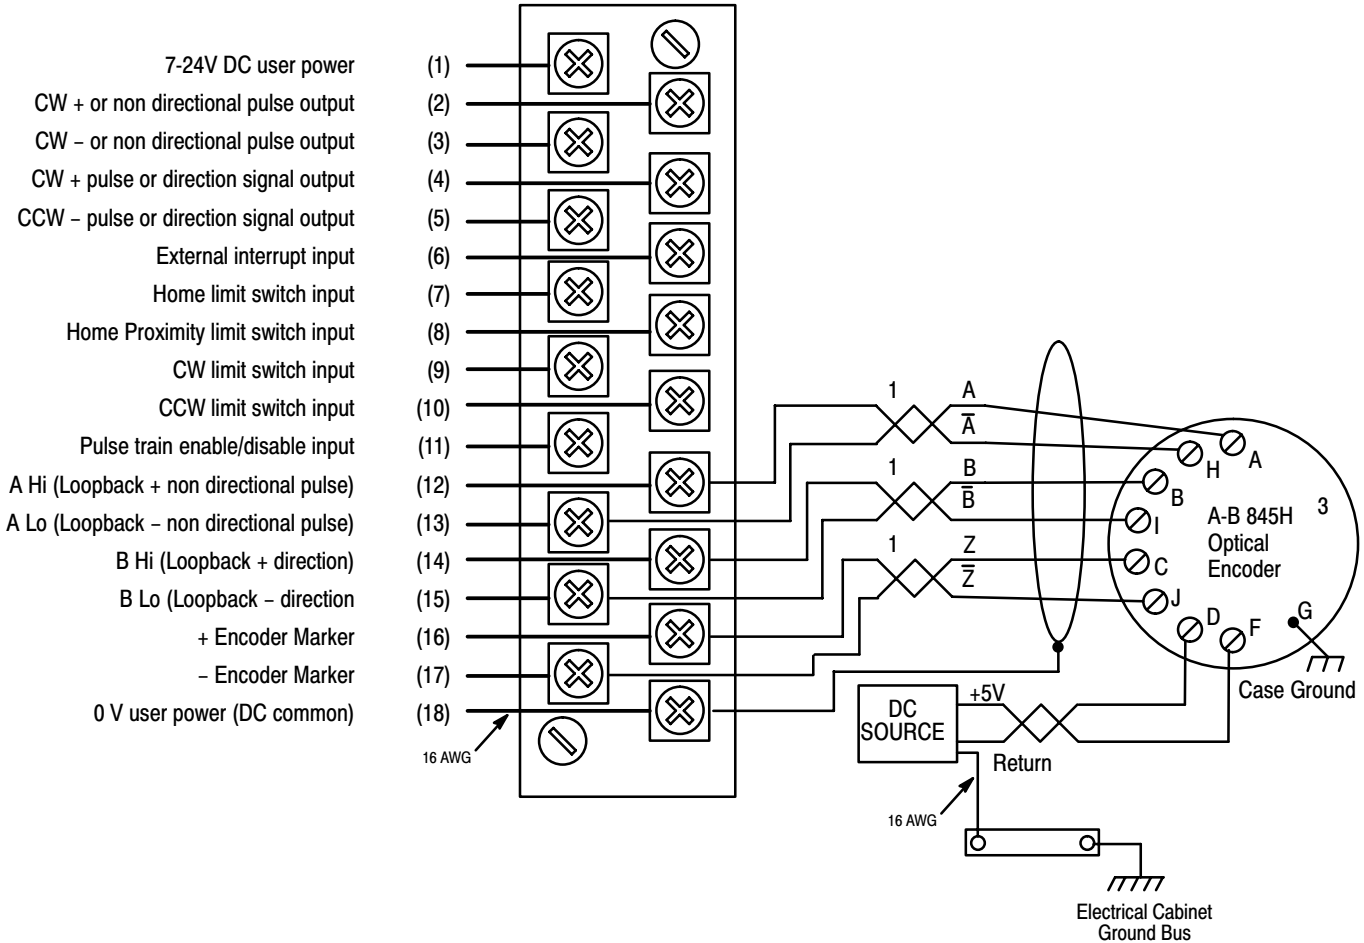 7-24V DC user power (1)
CW + or non directional pulse output (2)
CW – or non directional pulse output (3)
CW + pulse or direction signal output (4)
CCW – pulse or direction signal output (5)
External interrupt input (6)
Home limit switch input (7)
Home Proximity limit switch input (8)
CW limit switch input (9)
CCW limit switch input (10)
Pulse train enable/disable input (11)
A Hi (Loopback + non directional pulse) (12)
A Lo (Loopback – non directional pulse) (13)
B Hi (Loopback + direction) (14)
B Lo (Loopback – direction (15)
+ Encoder Marker (16)
– Encoder Marker (17)
0 V user power (DC common) (18)
16 AWG
1
A
A̅
1
B
B̅
1
Z
Z̅
A
H
B
I
C
J
D
F
G
3
A-B 845H
Optical
Encoder
Case Ground
DC
SOURCE
+5V
Return
16 AWG
Electrical Cabinet
Ground Bus